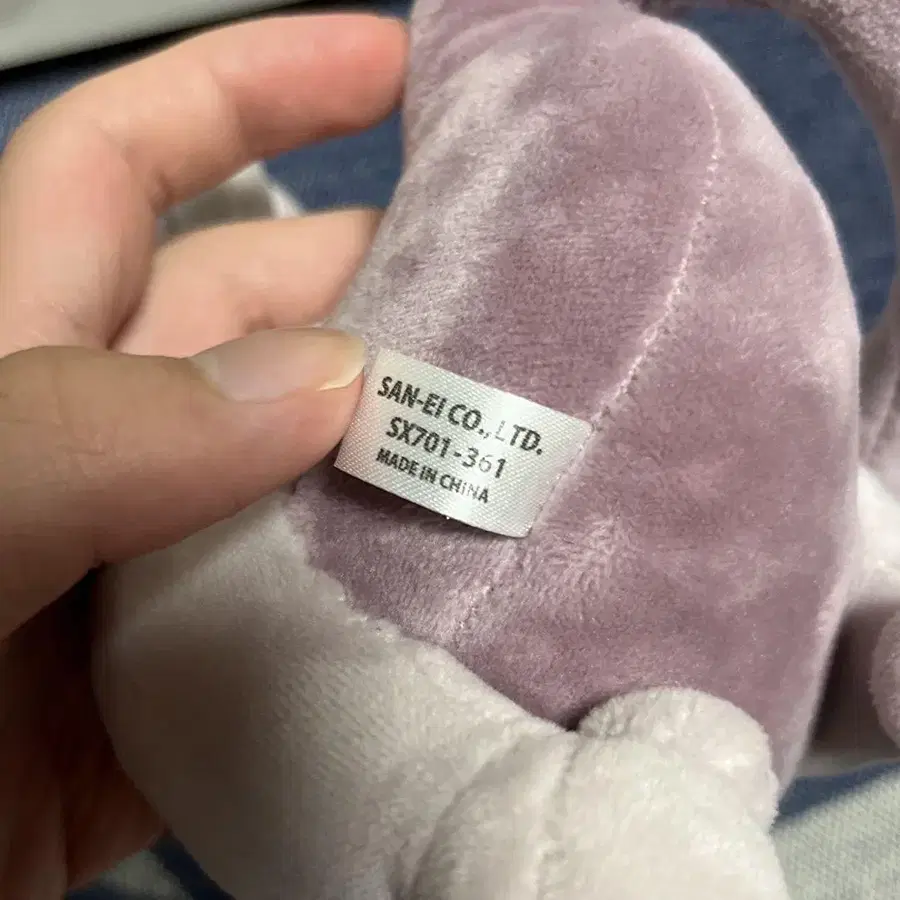 SAN-EI CO., LTD.
SX701-361
MADE IN CHINA